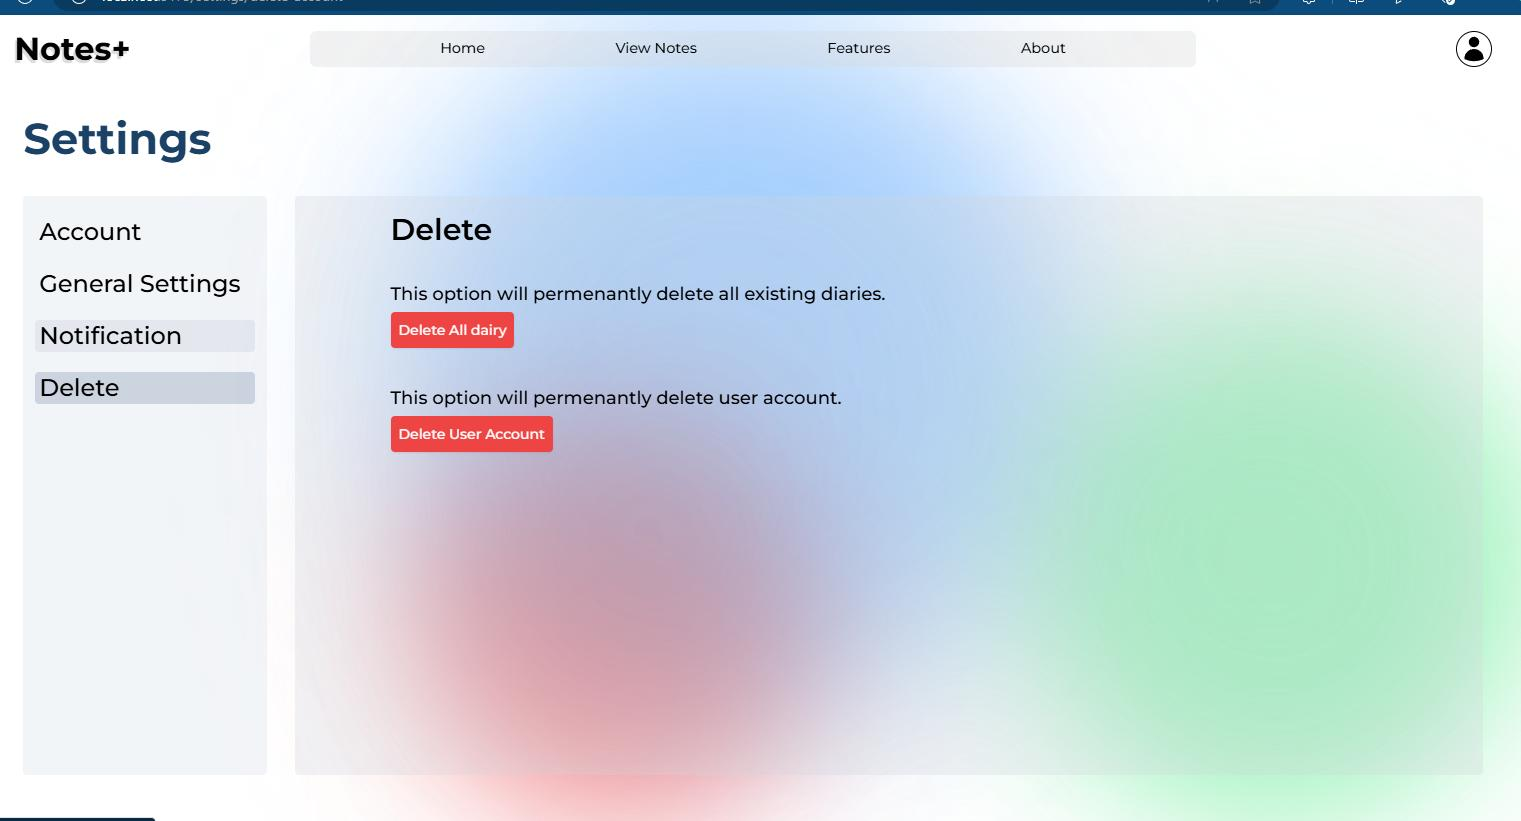 Notes+
Home View Notes Features About
Settings
Account
General Settings
Notification
Delete
Delete
This option will permenantly delete all existing diaries.
Delete All dairy
This option will permenantly delete user account.
Delete User Account